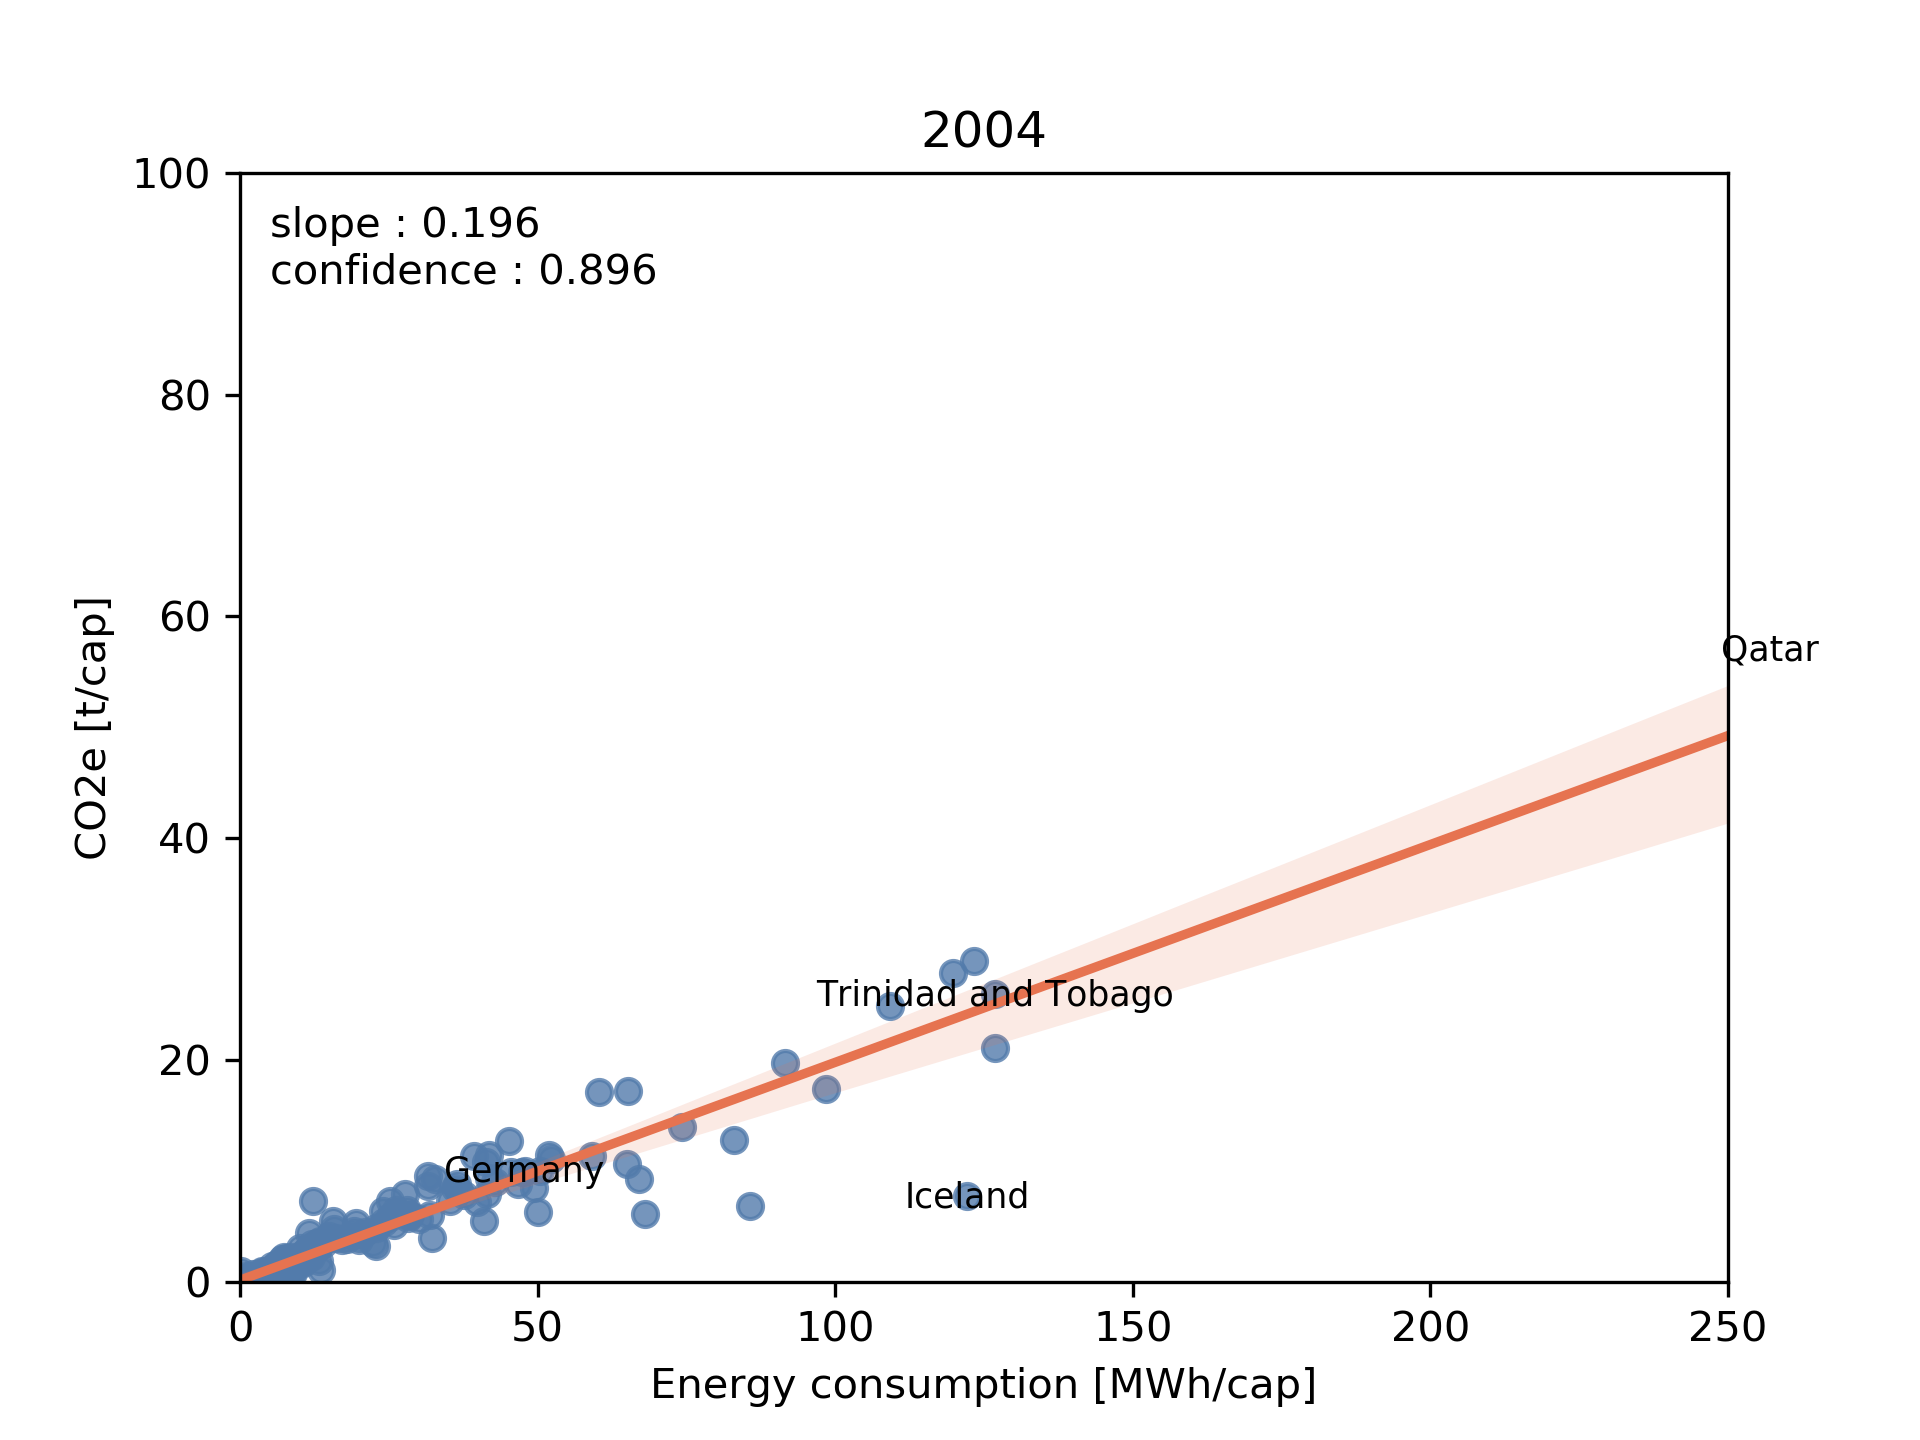 2004
100
80
60
40
20
0
CO2e [t/cap]
slope : 0.196
confidence : 0.896
Qatar
Trinidad and Tobago
Germany
Iceland
0 50 100 150 200 250
Energy consumption [MWh/cap]